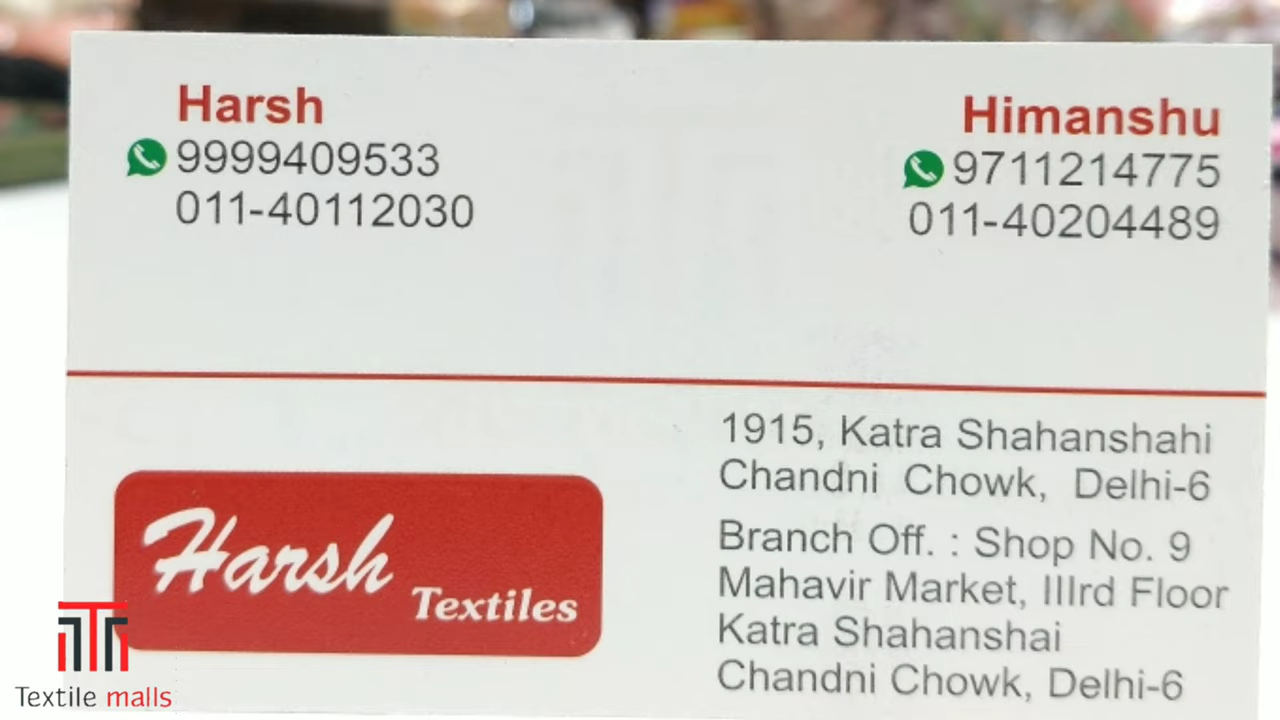 Harsh
9999409533
011-40112030
Himanshu
9711214775
011-40204489
Harsh
Textiles
1915, Katra Shahanshahi
Chandni Chowk, Delhi-6
Branch Off. : Shop No. 9
Mahavir Market, IIIrd Floor
Katra Shahanshai
Chandni Chowk, Delhi-6
Textile malls